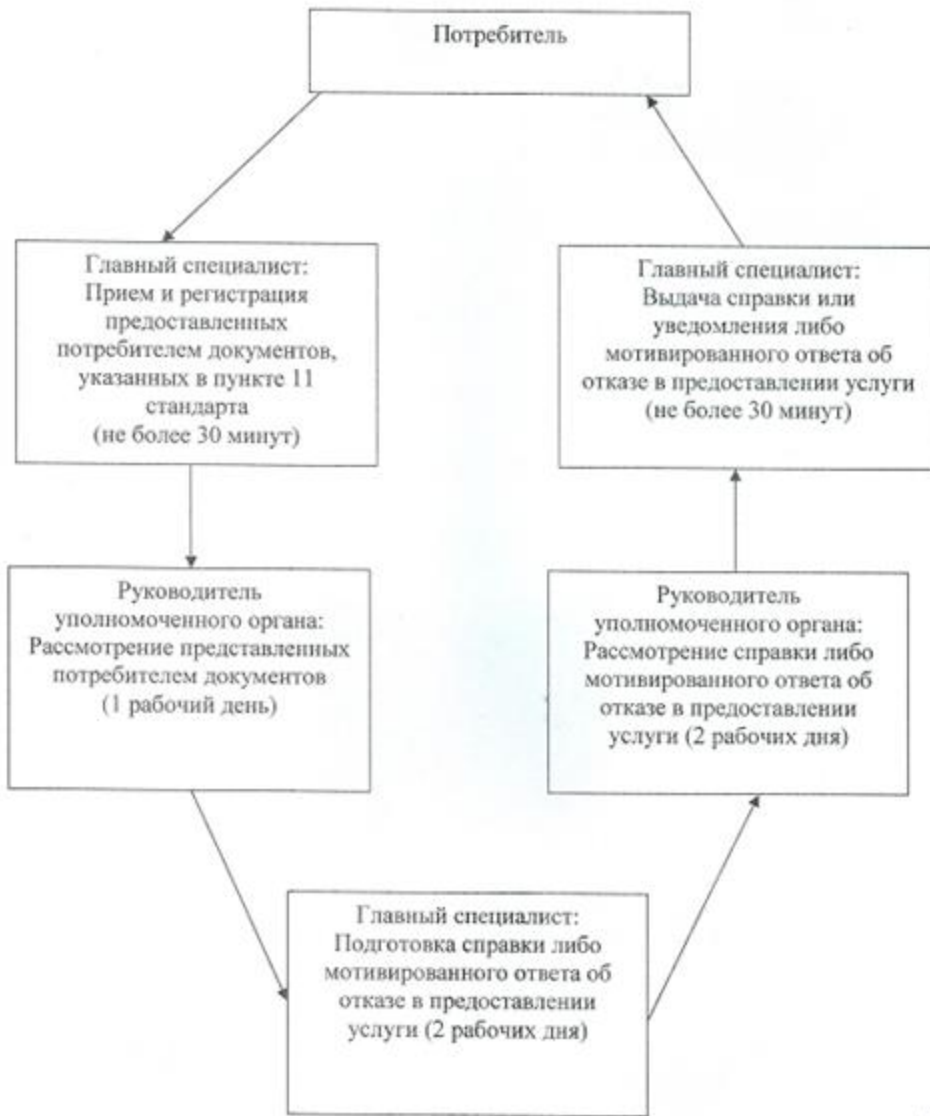 Потребитель
Главный специалист:
Прием и регистрация
предоставленных
потребителем документов,
указанных в пункте 11
стандарта
(не более 30 минут)
Руководитель
уполномоченного органа:
Рассмотрение представленных
потребителем документов
(1 рабочий день)
Главный специалист:
Подготовка справки либо
мотивированного ответа об
отказе в предоставлении
услуги (2 рабочих дня)
Руководитель
уполномоченного органа:
Рассмотрение справки либо
мотивированного ответа об
отказе в предоставлении
услуги (2 рабочих дня)
Главный специалист:
Выдача справки или
уведомления либо
мотивированного ответа об
отказе в предоставлении услуги
(не более 30 минут)